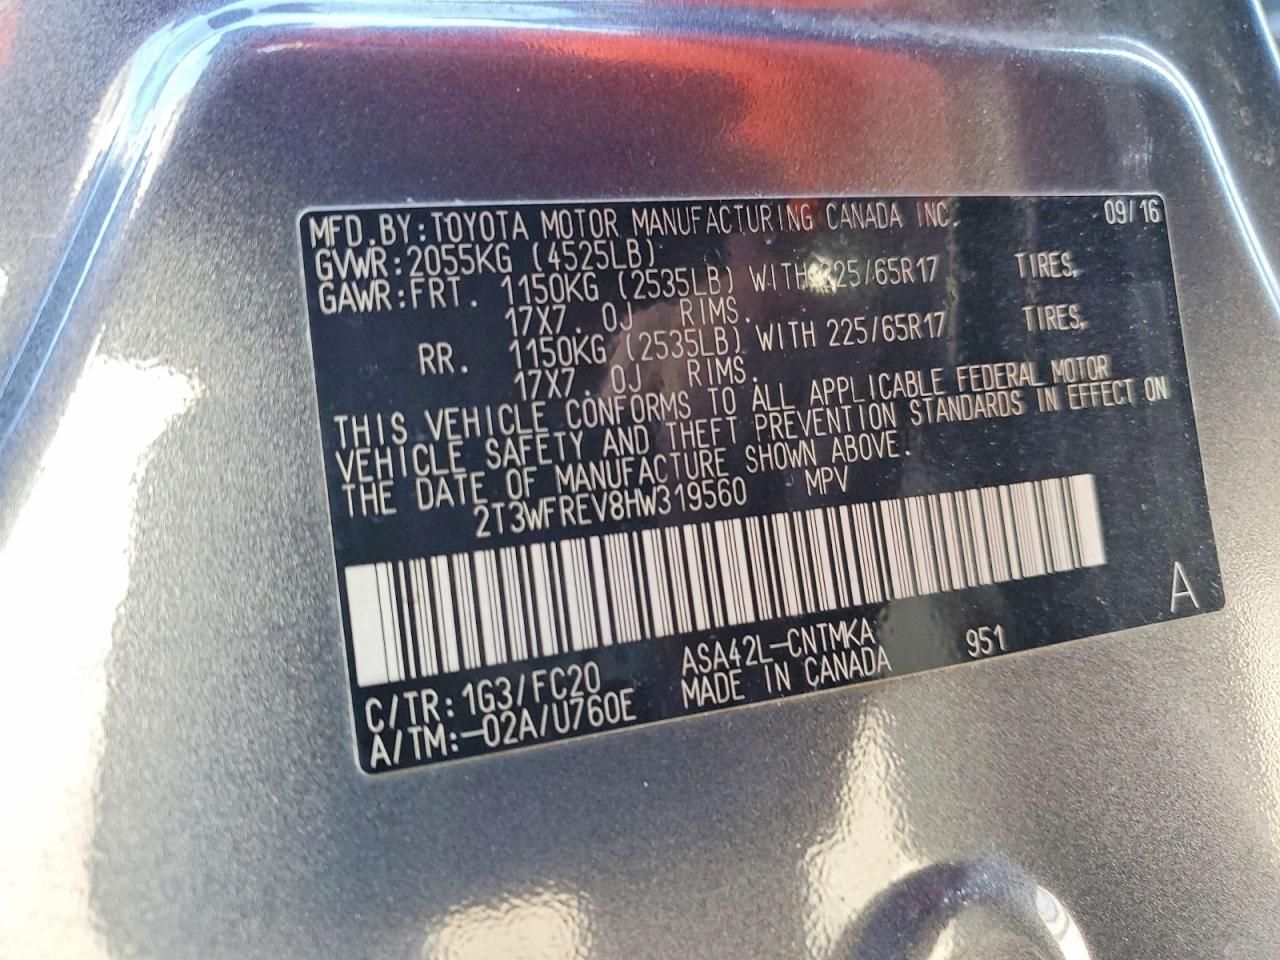 MFD.BY:TOYOTA MOTOR MANUFACTURING CANADA INC. 09/16
GVWR:2055KG (4525LB)
GAWR:FRT. 1150KG (2535LB) WITH 225/65R17 TIRES,
17X7.0J RIMS.
RR. 1150KG (2535LB) WITH 225/65R17 TIRES,
17X7.0J RIMS.
THIS VEHICLE CONFORMS TO ALL APPLICABLE FEDERAL MOTOR
VEHICLE SAFETY AND THEFT PREVENTION STANDARDS IN EFFECT ON
THE DATE OF MANUFACTURE SHOWN ABOVE.
2T3WFREV8HW319560 MPV
A
C/TR:1G3/FC20 ASA42L-CNTMKA 951
A/TM:-02A/U760E MADE IN CANADA